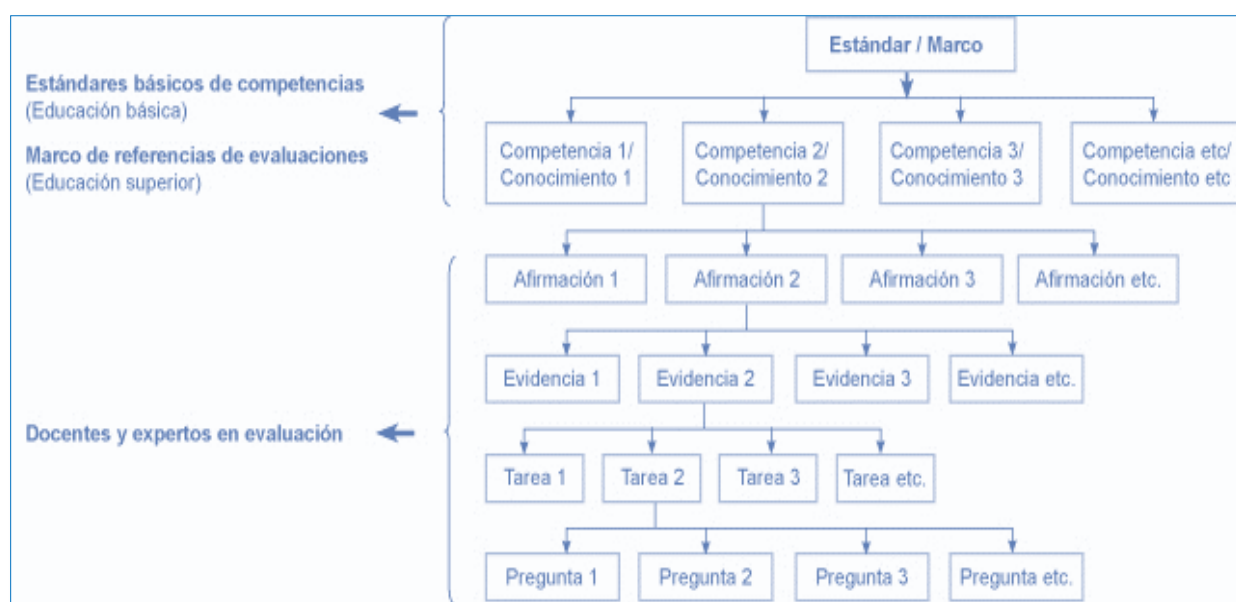 Estándar / Marco
Estándares básicos de competencias
(Educación básica)
Marco de referencias de evaluaciones
(Educación superior)
Competencia 1/
Conocimiento 1
Competencia 2/
Conocimiento 2
Competencia 3/
Conocimiento 3
Competencia etc/
Conocimiento etc
Afirmación 1
Afirmación 2
Afirmación 3
Afirmación etc.
Evidencia 1
Evidencia 2
Evidencia 3
Evidencia etc.
Docentes y expertos en evaluación
Tarea 1
Tarea 2
Tarea 3
Tarea etc.
Pregunta 1
Pregunta 2
Pregunta 3
Pregunta etc.